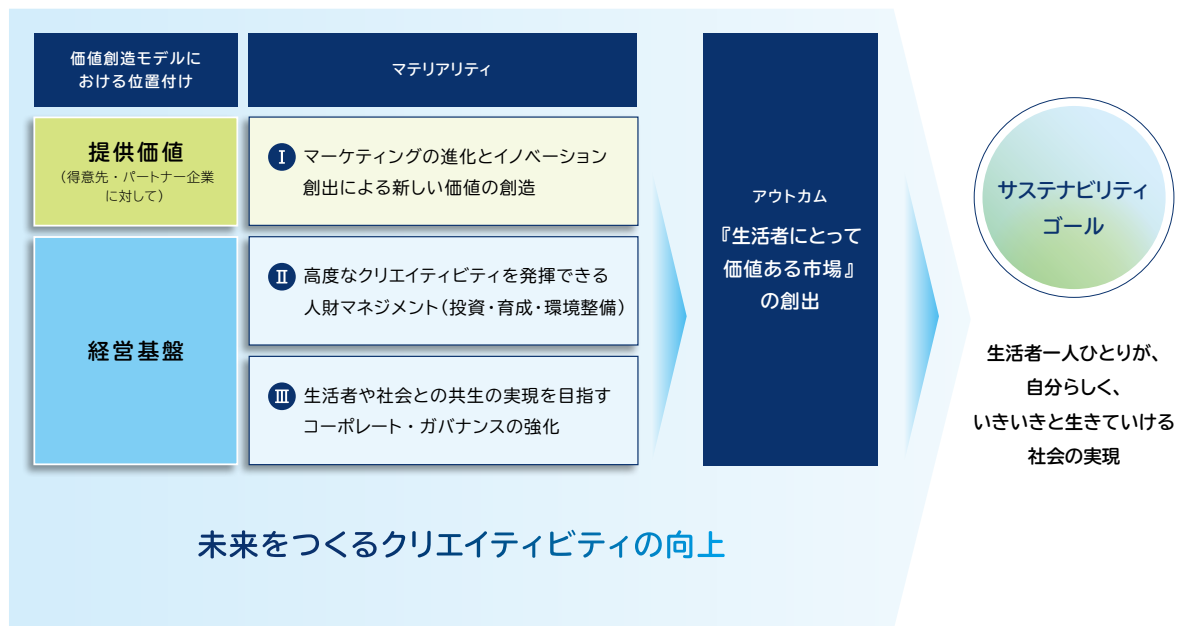 価値創造モデルに
おける位置付け
マテリアリティ
提供価値
（得意先・パートナー企業
に対して）
Ⅰ マーケティングの進化とイノベーション
創出による新しい価値の創造
経営基盤
Ⅱ 高度なクリエイティビティを発揮できる
人財マネジメント（投資・育成・環境整備）
Ⅲ 生活者や社会との共生の実現を目指す
コーポレート・ガバナンスの強化
アウトカム
『生活者にとって
価値ある市場』
の創出
サステナビリティ
ゴール
生活者一人ひとりが、
自分らしく、
いきいきと生きていける
社会の実現
未来をつくるクリエイティビティの向上